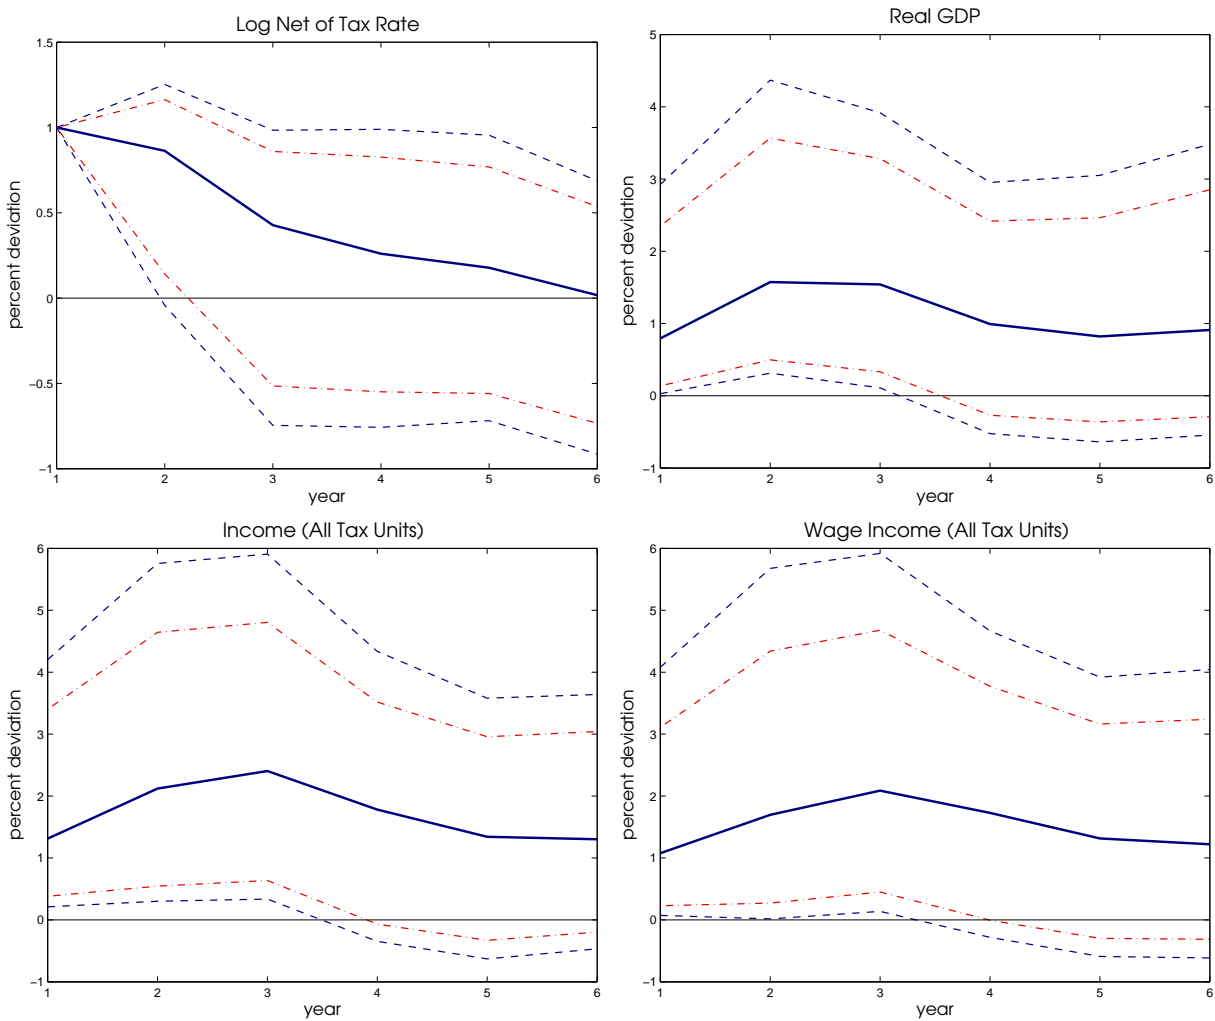 Log Net of Tax Rate
percent deviation
1.5
1
0.5
0
−0.5
−1
1 2 3 4 5 6
year
Real GDP
percent deviation
5
4
3
2
1
0
−1
1 2 3 4 5 6
year
Income (All Tax Units)
percent deviation
6
5
4
3
2
1
0
−1
1 2 3 4 5 6
year
Wage Income (All Tax Units)
percent deviation
6
5
4
3
2
1
0
−1
1 2 3 4 5 6
year